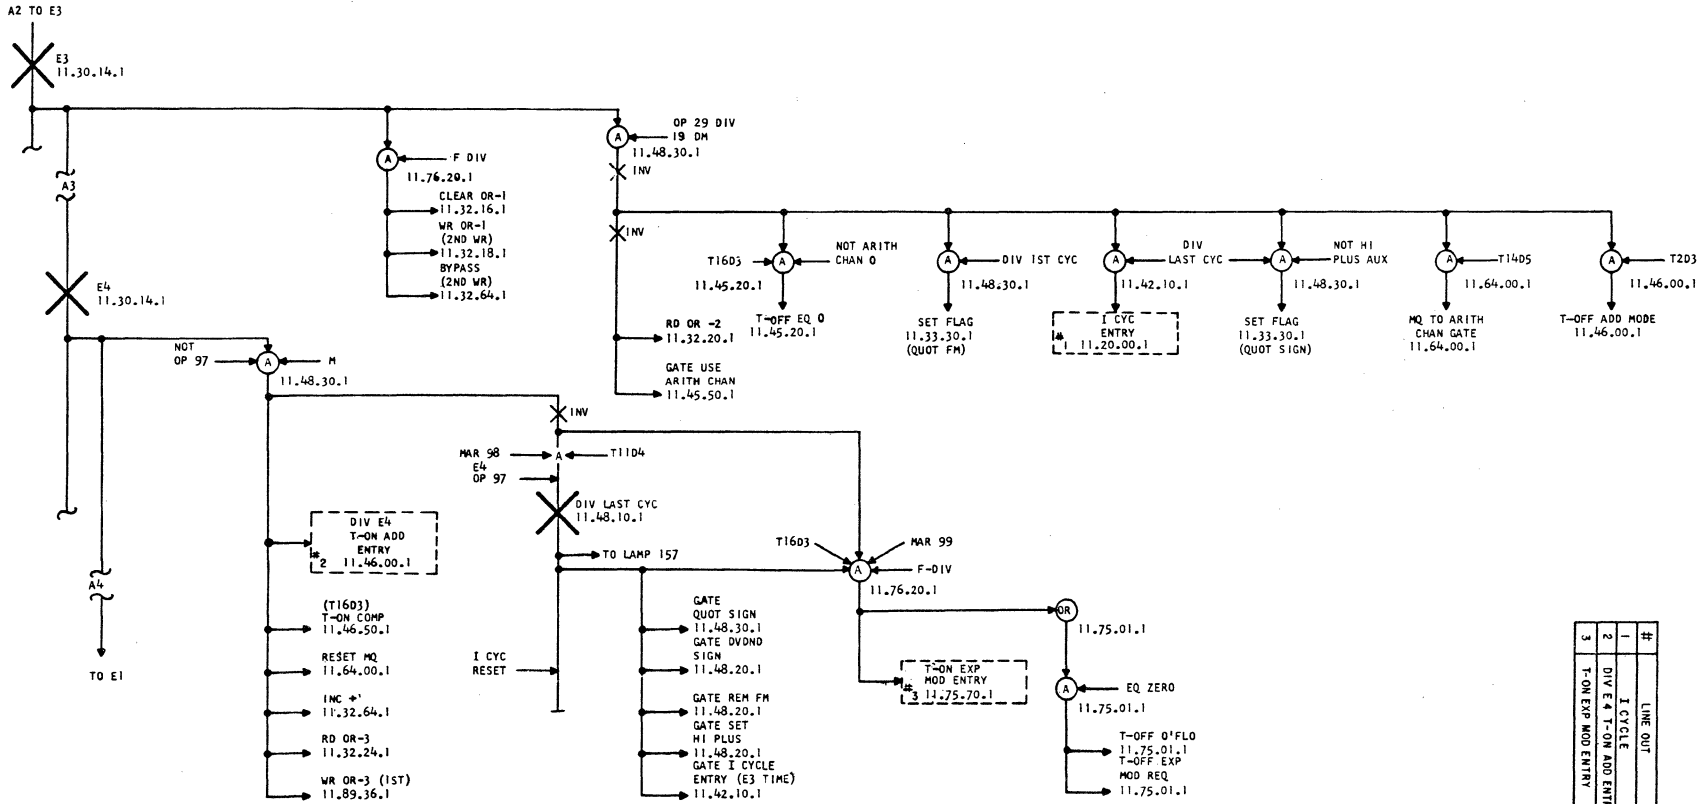 A2 TO E3
E3
11.30.14.1
A3
E4
11.30.14.1
A4
TO E1
A
F DIV
11.76.20.1
CLEAR OR-1
11.32.16.1
WR OR-1
(2ND WR)
11.32.18.1
BYPASS
(2ND WR)
11.32.64.1
OP 29 DIV
19 DM
A
11.48.30.1
INV
INV
RD OR -2
11.32.20.1
GATE USE
ARITH CHAN
11.45.50.1
T16D3
A
NOT ARITH
CHAN 0
11.45.20.1
T-OFF EQ 0
11.45.20.1
A
DIV 1ST CYC
11.48.30.1
SET FLAG
11.33.30.1
(QUOT FM)
A
DIV
LAST CYC
11.42.10.1
I CYC
ENTRY
#1 11.20.00.1
A
NOT HI
PLUS AUX
11.48.30.1
SET FLAG
11.33.30.1
(QUOT SIGN)
A
T14D5
11.64.00.1
MQ TO ARITH
CHAN GATE
11.64.00.1
A
T2D3
11.46.00.1
T-OFF ADD MODE
11.46.00.1
NOT
OP 97
A
M
11.48.30.1
DIV E4
T-ON ADD
ENTRY
#2 11.46.00.1
(T16D3)
T-ON COMP
11.46.50.1
RESET MQ
11.64.00.1
INC +'
11.32.64.1
RD OR-3
11.32.24.1
WR OR-3 (1ST)
11.89.36.1
INV
MAR 98
A
T11D4
E4
OP 97
DIV LAST CYC
11.48.10.1
TO LAMP 157
I CYC
RESET
GATE
QUOT SIGN
11.48.30.1
GATE DVDND
SIGN
11.48.20.1
GATE REM FM
11.48.20.1
GATE SET
HI PLUS
11.48.20.1
GATE I CYCLE
ENTRY (E3 TIME)
11.42.10.1
T16D3
MAR 99
A
F-DIV
11.76.20.1
T-ON EXP
MOD ENTRY
#3 11.75.70.1
OR
11.75.01.1
A
EQ ZERO
11.75.01.1
T-OFF O'FLO
11.75.01.1
T-OFF EXP
MOD REQ
11.75.01.1
# LINE OUT
1 I CYCLE
2 DIV E4 T-ON ADD
3 T-ON EXP MOD ENTRY